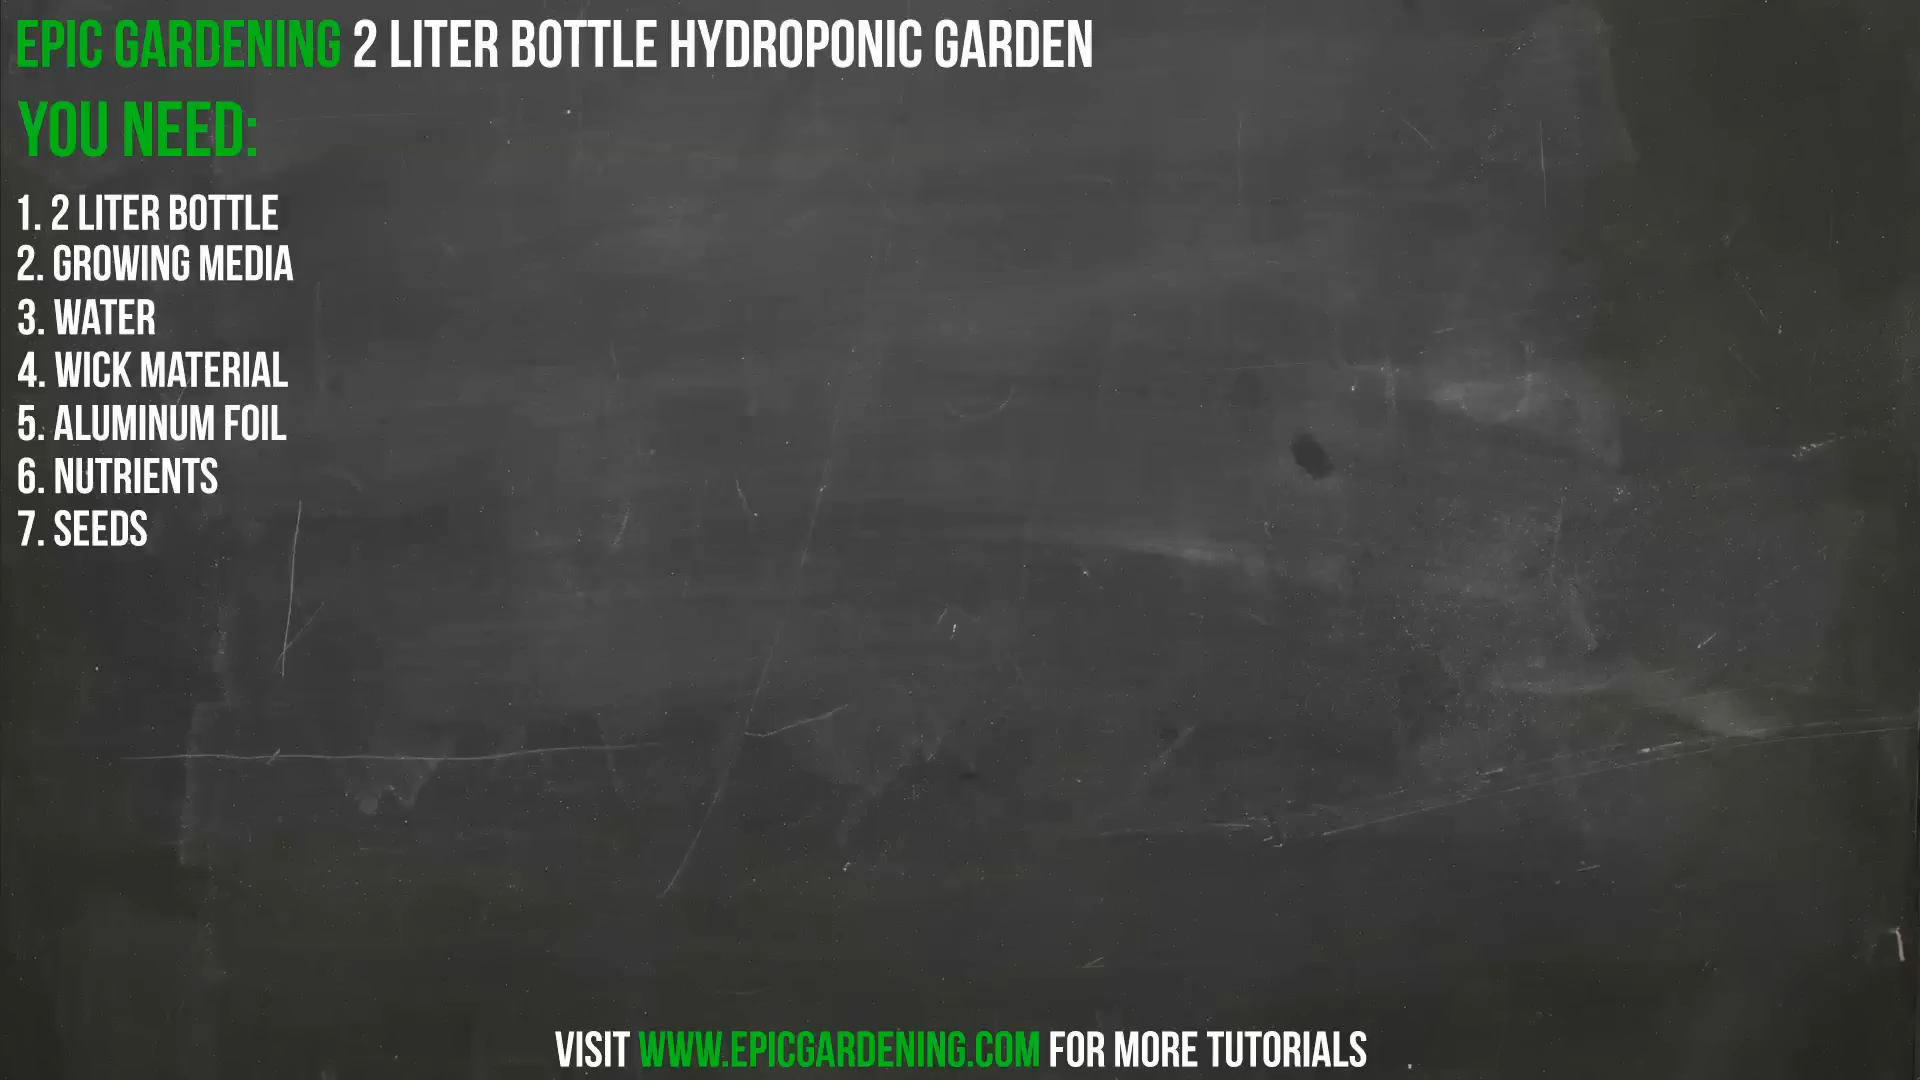 EPIC GARDENING 2 LITER BOTTLE HYDROPONIC GARDEN
YOU NEED:
1. 2 LITER BOTTLE
2. GROWING MEDIA
3. WATER
4. WICK MATERIAL
5. ALUMINUM FOIL
6. NUTRIENTS
7. SEEDS
VISIT WWW.EPICGARDENING.COM FOR MORE TUTORIALS